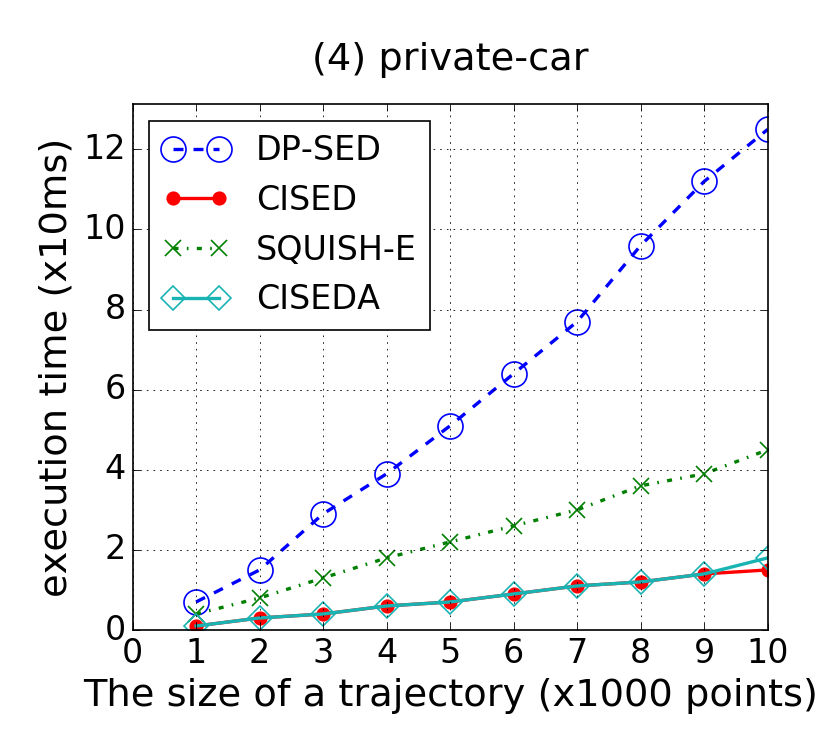 (4) private-car
execution time (x10ms)
12
10
8
6
4
2
0
DP-SED
CISED
SQUISH-E
CISEDA
0 1 2 3 4 5 6 7 8 9 10
The size of a trajectory (x1000 points)